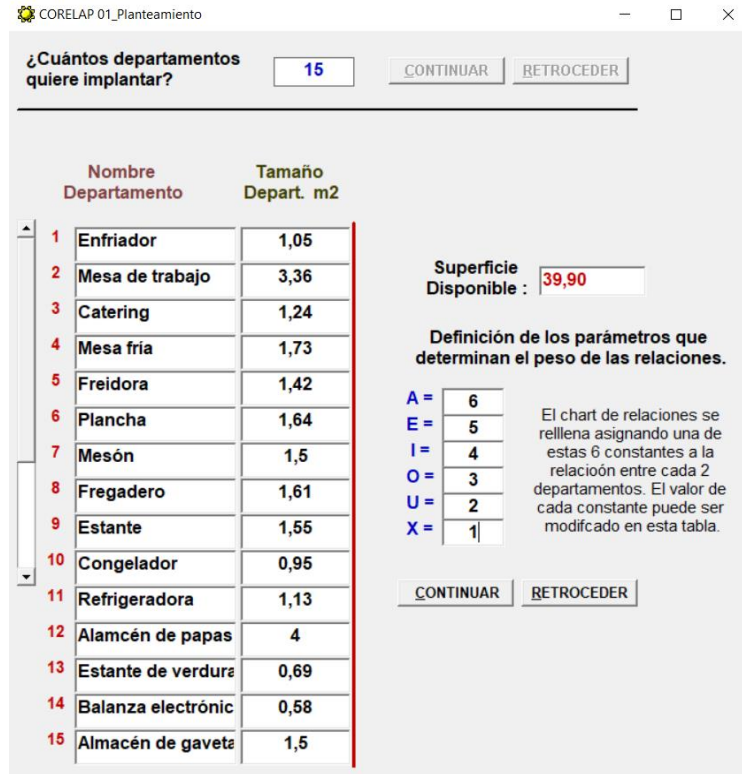 CORELAP 01_Planteamiento
¿Cuántos departamentos
quiere implantar?
15
CONTINUAR
RETROCEDER
Nombre
Departamento
Tamaño
Depart. m2
1 Enfriador 1,05
2 Mesa de trabajo 3,36
3 Catering 1,24
4 Mesa fría 1,73
5 Freidora 1,42
6 Plancha 1,64
7 Mesón 1,5
8 Fregadero 1,61
9 Estante 1,55
10 Congelador 0,95
11 Refrigeradora 1,13
12 Alamcén de papas 4
13 Estante de verdura 0,69
14 Balanza electrónic 0,58
15 Almacén de gaveta 1,5
Superficie
Disponible :
39,90
Definición de los parámetros que
determinan el peso de las relaciones.
A = 6
E = 5
I = 4
O = 3
U = 2
X = 1
El chart de relaciones se
relllena asignando una de
estas 6 constantes a la
relacioón entre cada 2
departamentos. El valor de
cada constante puede ser
modifcado en esta tabla.
CONTINUAR
RETROCEDER